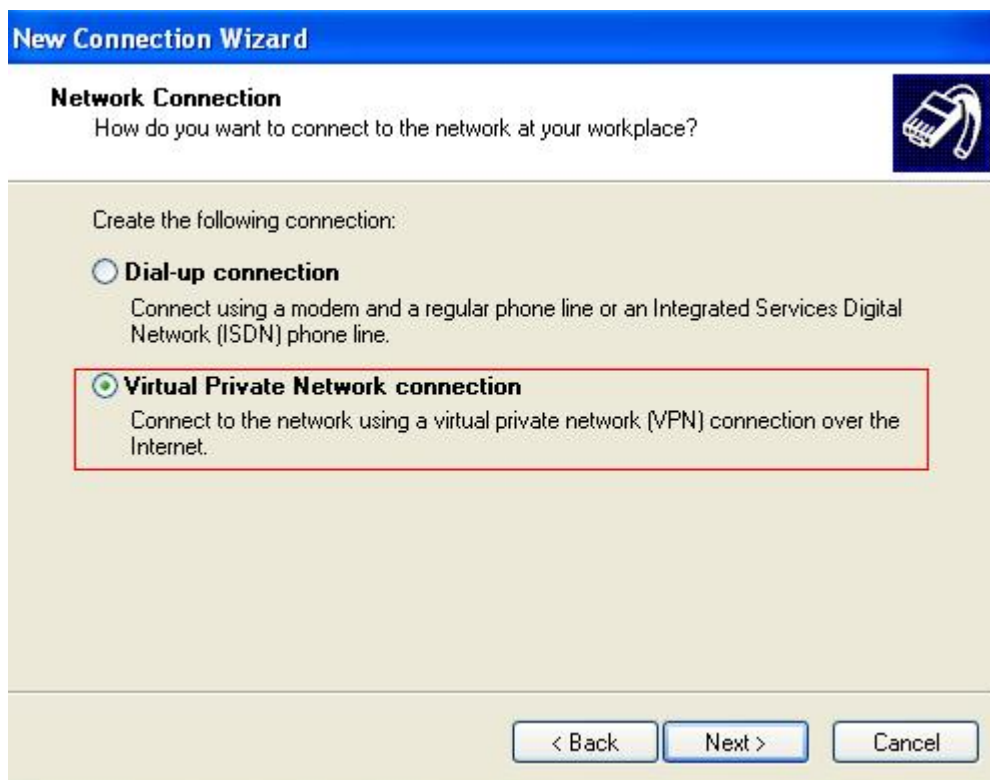 New Connection Wizard
Network Connection
How do you want to connect to the network at your workplace?
Create the following connection:
Dial-up connection
Connect using a modem and a regular phone line or an Integrated Services Digital
Network (ISDN) phone line.
Virtual Private Network connection
Connect to the network using a virtual private network (VPN) connection over the
Internet.
< Back Next > Cancel